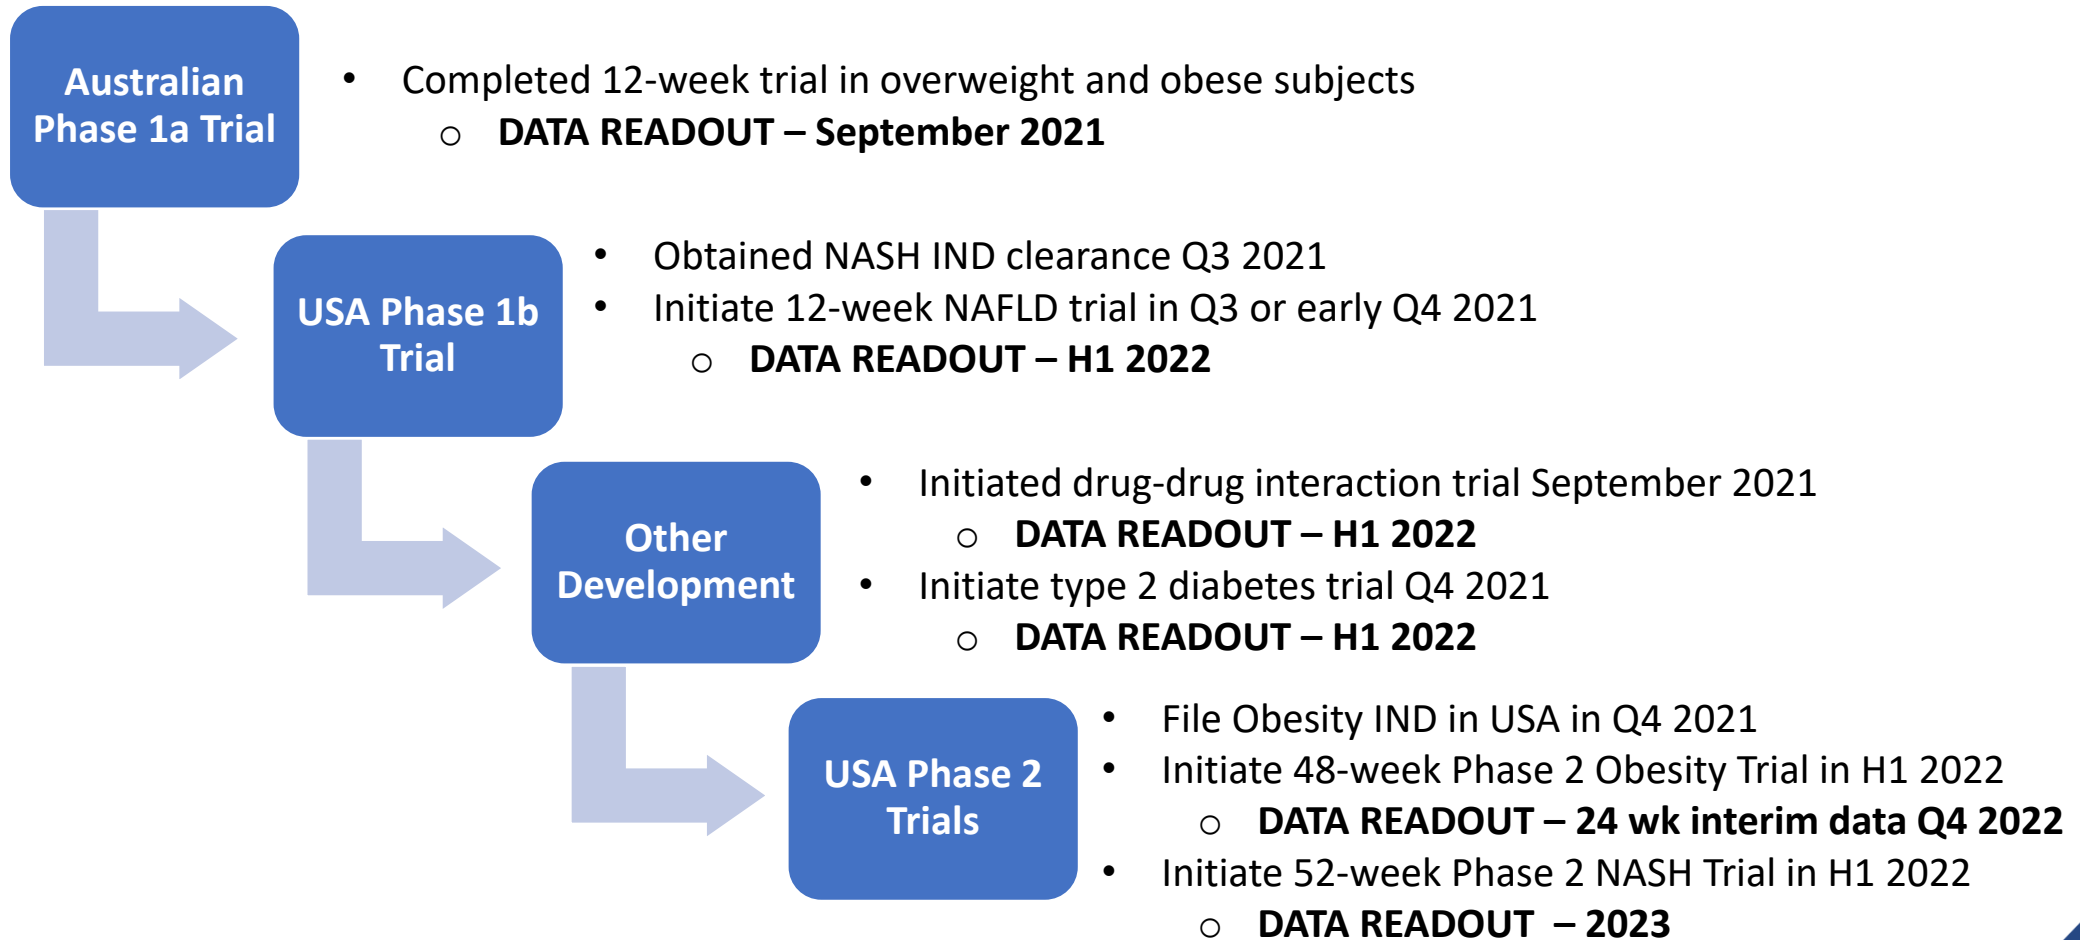 Australian
Phase 1a Trial
• Completed 12-week trial in overweight and obese subjects
o DATA READOUT – September 2021
USA Phase 1b
Trial
• Obtained NASH IND clearance Q3 2021
• Initiate 12-week NAFLD trial in Q3 or early Q4 2021
o DATA READOUT – H1 2022
Other
Development
• Initiated drug-drug interaction trial September 2021
o DATA READOUT – H1 2022
• Initiate type 2 diabetes trial Q4 2021
o DATA READOUT – H1 2022
USA Phase 2
Trials
• File Obesity IND in USA in Q4 2021
• Initiate 48-week Phase 2 Obesity Trial in H1 2022
o DATA READOUT – 24 wk interim data Q4 2022
• Initiate 52-week Phase 2 NASH Trial in H1 2022
o DATA READOUT – 2023